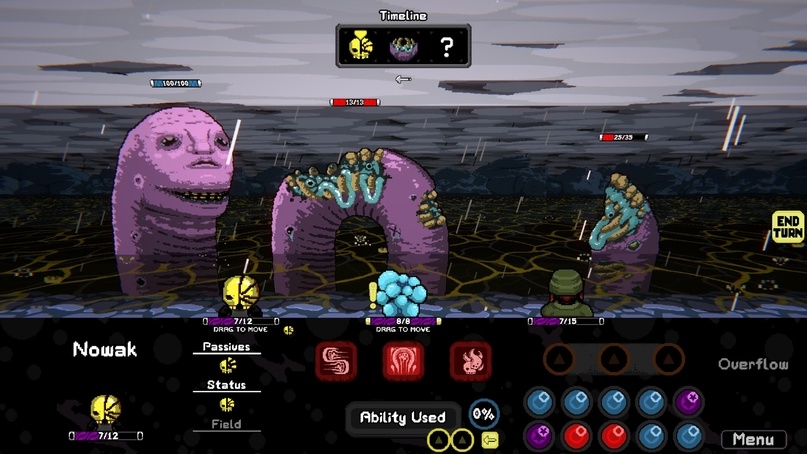 Timeline
?
100/100
13/13
25/35
END
TURN
7/12
8/8
7/15
DRAG TO MOVE
DRAG TO MOVE
Nowak
Passives
Status
Field
7/12
Ability Used
0%
Overflow
Menu